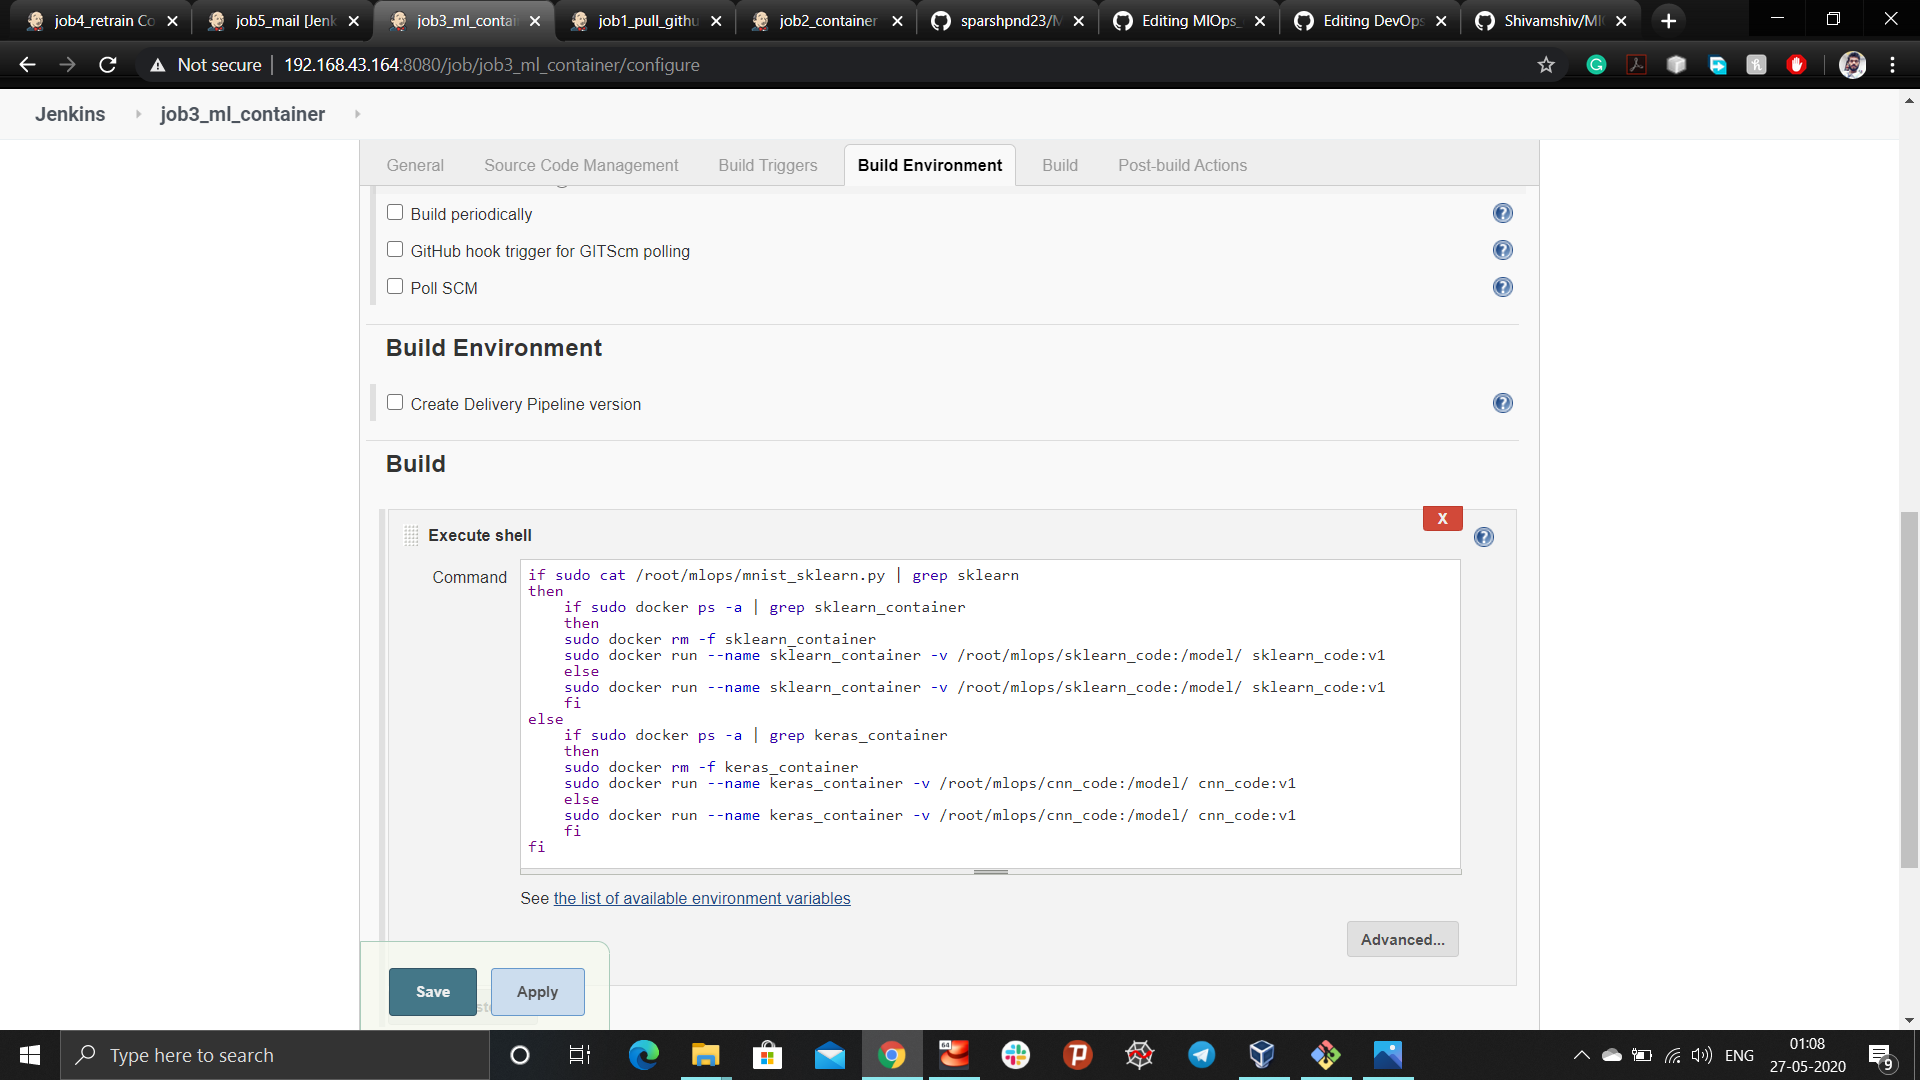 job4_retrain Co
job5_mail [Jenk
job3_ml_contain
job1_pull_githu
job2_container
sparshpnd23/M
Editing MlOps_
Editing DevOps
Shivamshiv/Ml
Not secure
192.168.43.164:8080/job/job3_ml_container/configure
Jenkins
job3_ml_container
General
Source Code Management
Build Triggers
Build Environment
Build
Post-build Actions
Build periodically
GitHub hook trigger for GITScm polling
Poll SCM
Build Environment
Create Delivery Pipeline version
Build
X
Execute shell
Command
if sudo cat /root/mlops/mnist_sklearn.py | grep sklearn
then
    if sudo docker ps -a | grep sklearn_container
    then
    sudo docker rm -f sklearn_container
    sudo docker run --name sklearn_container -v /root/mlops/sklearn_code:/model/ sklearn_code:v1
    else
    sudo docker run --name sklearn_container -v /root/mlops/sklearn_code:/model/ sklearn_code:v1
    fi
else
    if sudo docker ps -a | grep keras_container
    then
    sudo docker rm -f keras_container
    sudo docker run --name keras_container -v /root/mlops/cnn_code:/model/ cnn_code:v1
    else
    sudo docker run --name keras_container -v /root/mlops/cnn_code:/model/ cnn_code:v1
    fi
fi
See the list of available environment variables
Advanced...
Save
Apply
Type here to search
64
ENG
01:08
27-05-2020
9